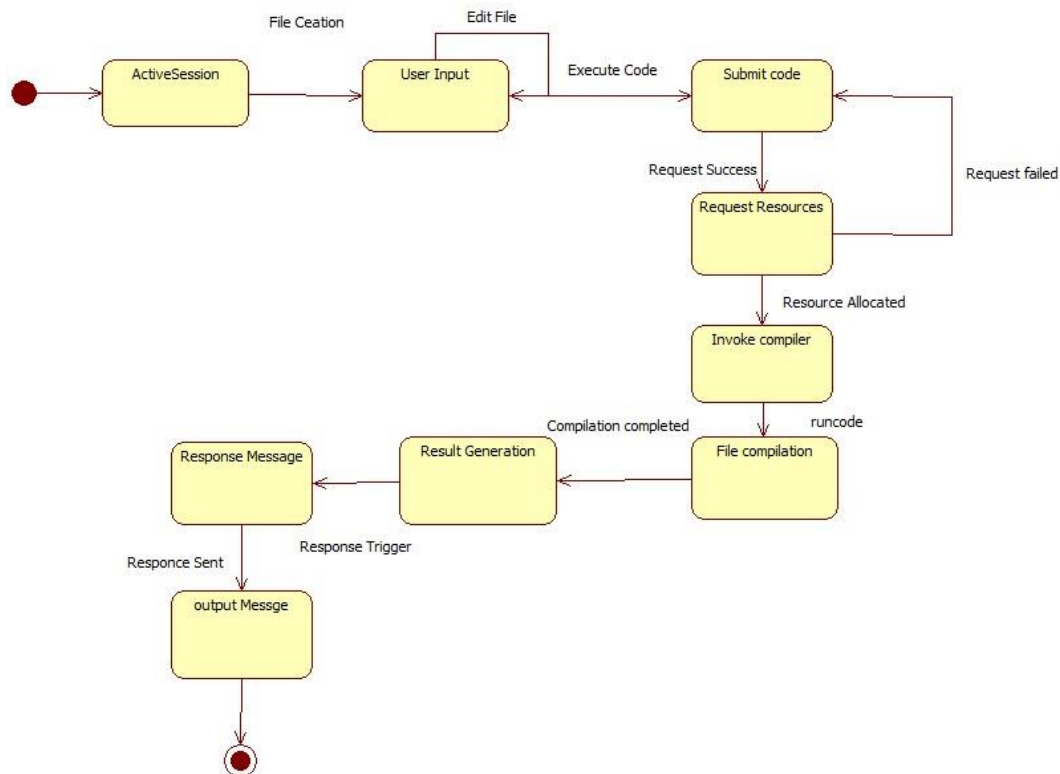 File Ceation
Edit File
ActiveSession
User Input
Execute Code
Submit code
Request Success
Request failed
Request Resources
Resource Allocated
Invoke compiler
runcode
Compilation completed
File compilation
Result Generation
Response Message
Response Trigger
Responce Sent
output Messge